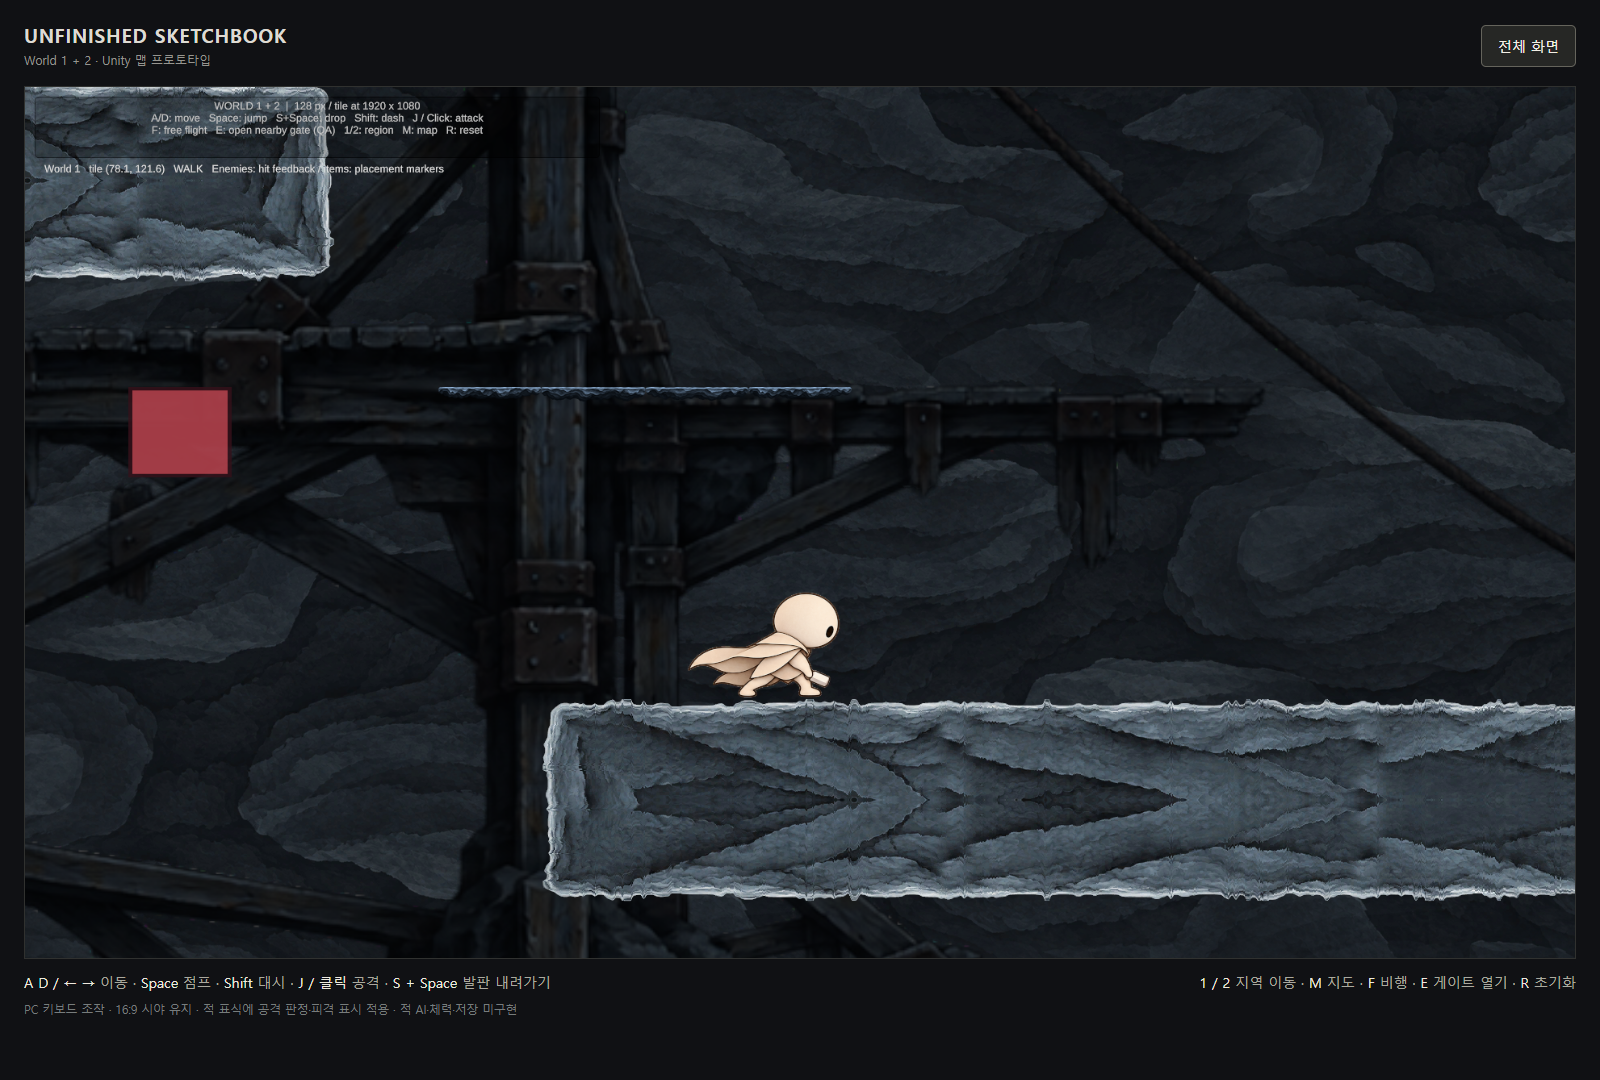 UNFINISHED SKETCHBOOK
World 1 + 2 · Unity 맵 프로토타입
전체 화면
WORLD 1 + 2 | 128 px / tile at 1920 x 1080
A/D: move Space: jump S+Space: drop Shift: dash J / Click: attack
F: free flight E: open nearby gate (QA) 1/2: region M: map R: reset
World 1 tile (78.1, 121.6) WALK Enemies: hit feedback / Items: placement markers
A D / ← → 이동 · Space 점프 · Shift 대시 · J / 클릭 공격 · S + Space 발판 내려가기
1 / 2 지역 이동 · M 지도 · F 비행 · E 게이트 열기 · R 초기화
PC 키보드 조작 · 16:9 시야 유지 · 적 표식에 공격 판정·피격 표시 적용 · 적 AI·체력·저장 미구현